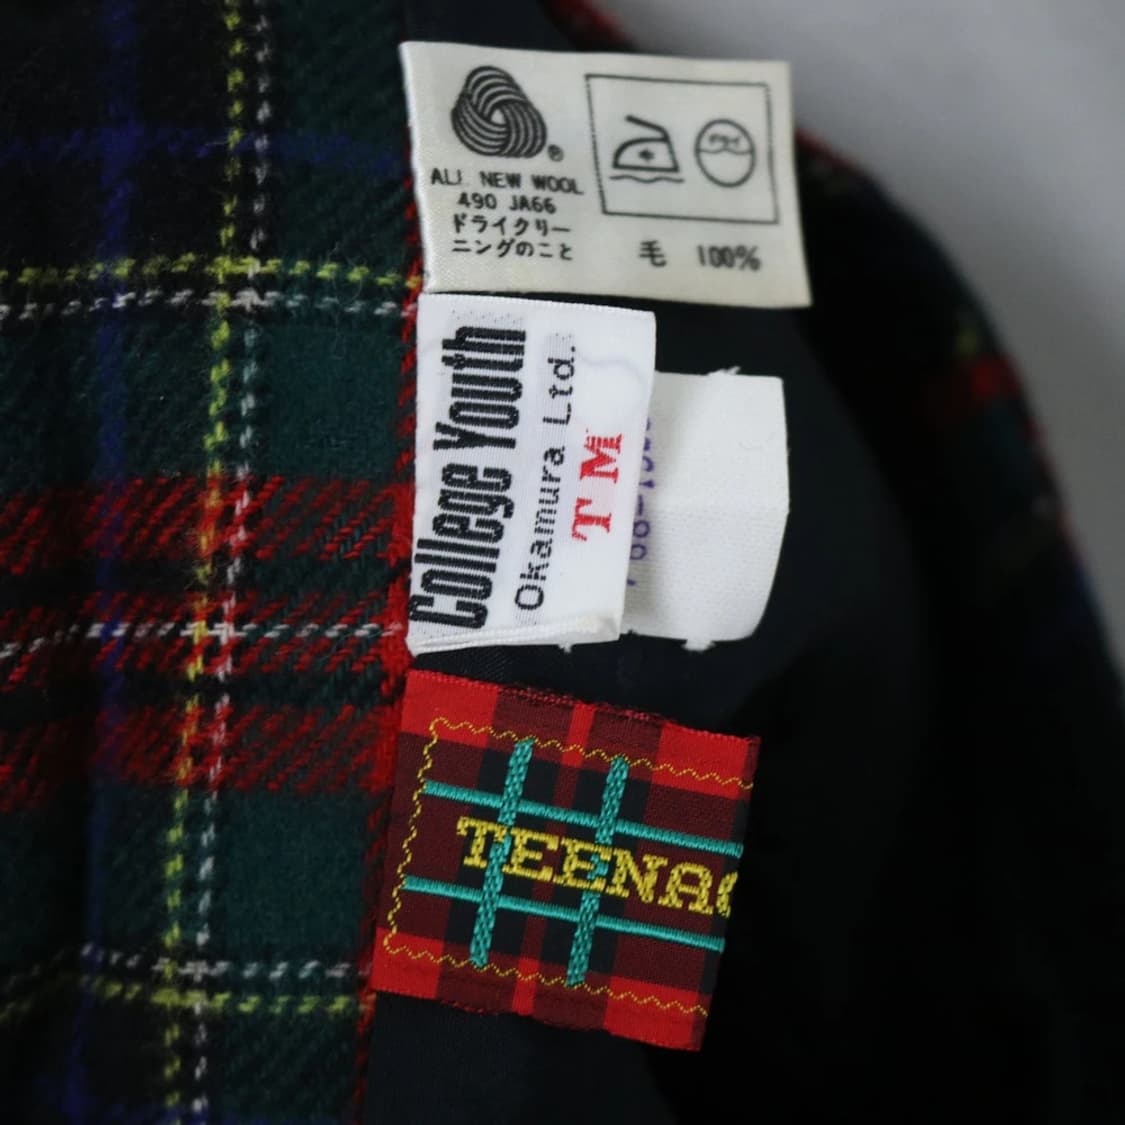 ALL NEW WOOL
490 JA66
ドライクリー
ニングのこと
毛 100%
College Youth
Okamura Ltd.
TM
TEENAG